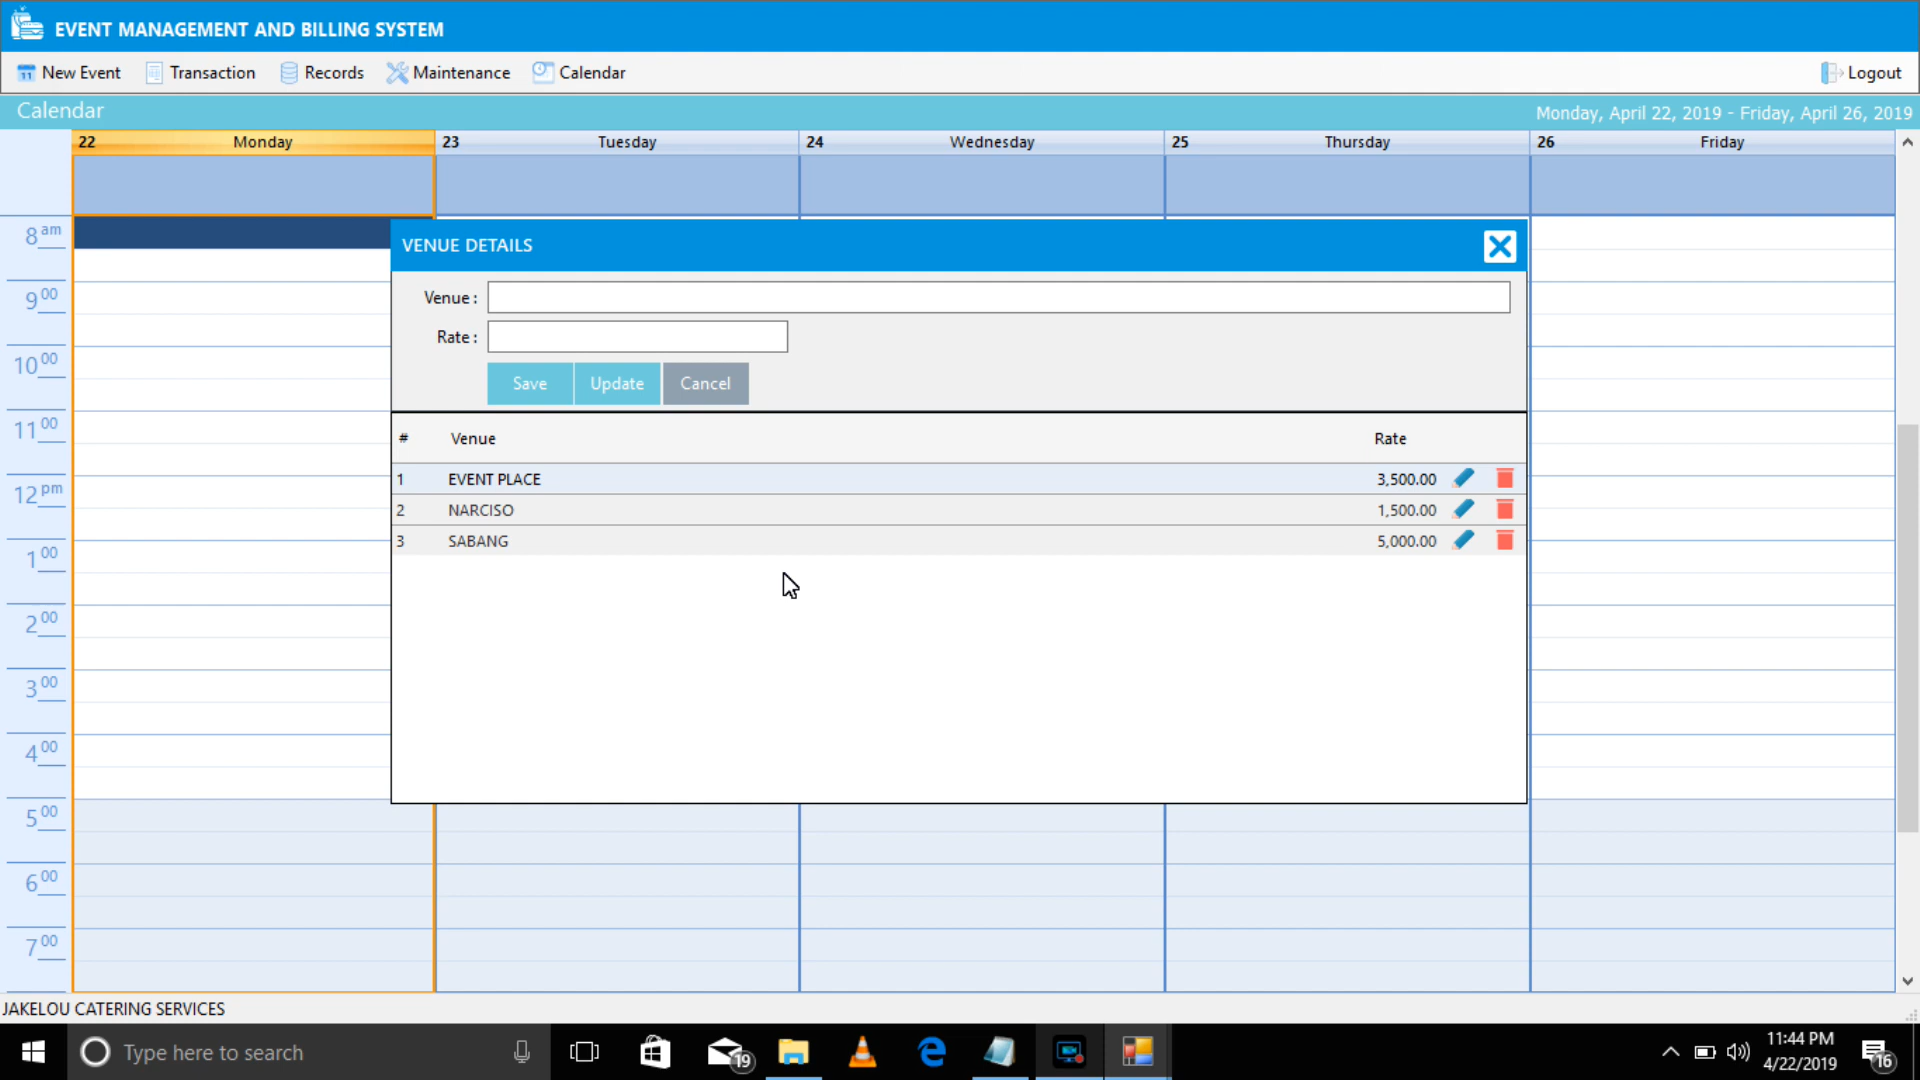 EVENT MANAGEMENT AND BILLING SYSTEM
New Event Transaction Records Maintenance Calendar Logout
Calendar Monday, April 22, 2019 - Friday, April 26, 2019
22 Monday 23 Tuesday 24 Wednesday 25 Thursday 26 Friday
8 am
VENUE DETAILS
Venue :
9 00
Rate :
10 00
Save Update Cancel
11 00
# Venue Rate
1 EVENT PLACE 3,500.00
12 pm
2 NARCISO 1,500.00
3 SABANG 5,000.00
1 00
2 00
3 00
4 00
5 00
6 00
7 00
JAKELOU CATERING SERVICES
Type here to search
19
11:44 PM
4/22/2019
16